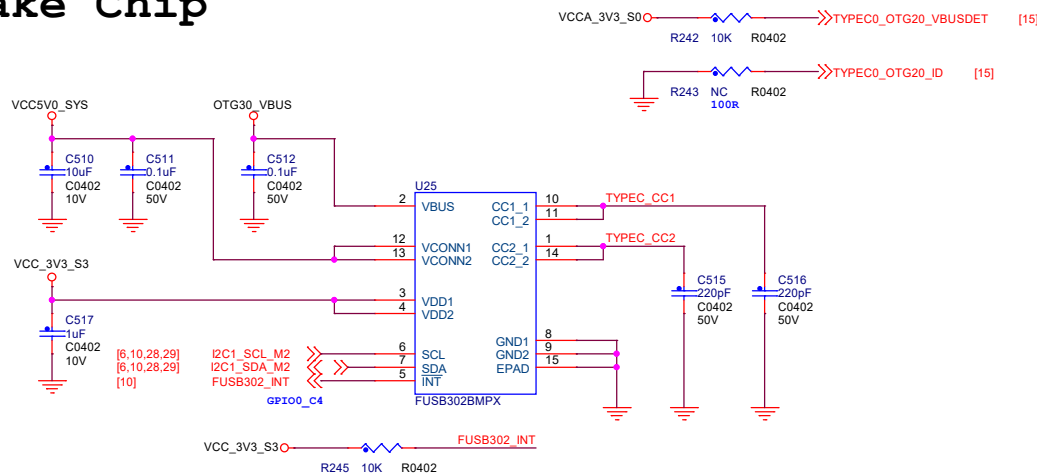 ake Chip
VCCA_3V3_S0
TYPEC0_OTG20_VBUSDET [15]
R242 10K R0402
TYPEC0_OTG20_ID [15]
R243 NC R0402
100R
VCC5V0_SYS
OTG30_VBUS
C510
10uF
C0402
10V
C511
0.1uF
C0402
50V
C512
0.1uF
C0402
50V
U25
2 VBUS
12 VCONN1
13 VCONN2
3 VDD1
4 VDD2
6 SCL
7 SDA
5 INT
CC1_1 10
CC1_2 11
CC2_1 1
CC2_2 14
GND1 8
GND2 9
EPAD 15
FUSB302BMPX
TYPEC_CC1
TYPEC_CC2
VCC_3V3_S3
C517
1uF
C0402
10V
C515
220pF
C0402
50V
C516
220pF
C0402
50V
[6,10,28,29] I2C1_SCL_M2
[6,10,28,29] I2C1_SDA_M2
[10] FUSB302_INT
GPIO0_C4
VCC_3V3_S3
FUSB302_INT
R245 10K R0402